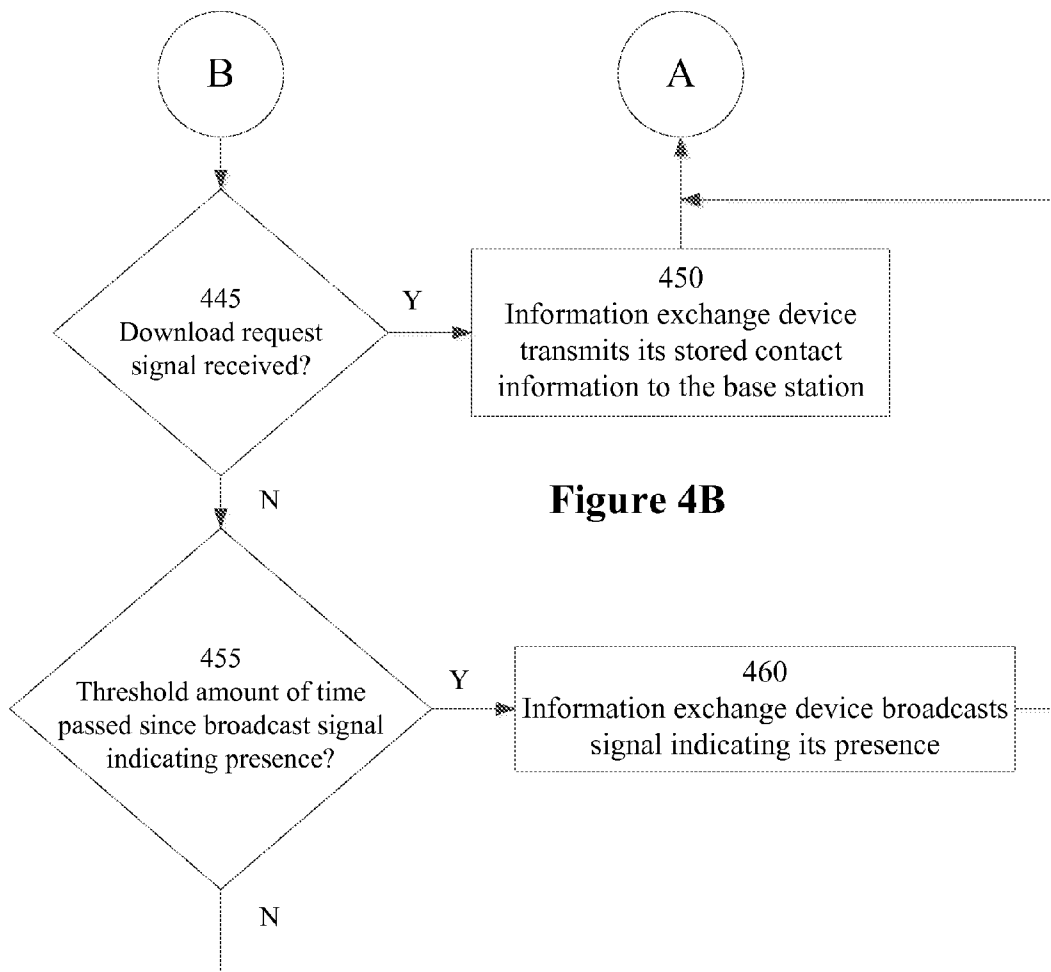 B
A
445
Download request
signal received?
Y
450
Information exchange device
transmits its stored contact
information to the base station
N
Figure 4B
455
Threshold amount of time
passed since broadcast signal
indicating presence?
Y
460
Information exchange device broadcasts
signal indicating its presence
N